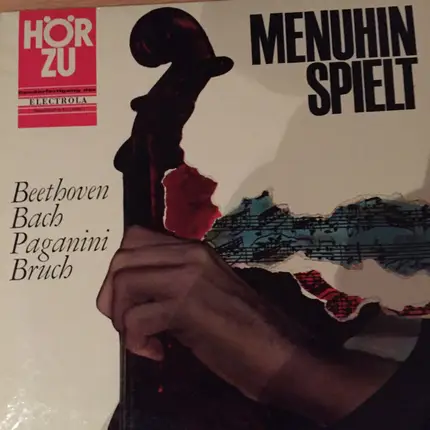 HÖR
ZU
ELECTROLA
MENUHIN
SPIELT
Beethoven
Bach
Paganini
Bruch